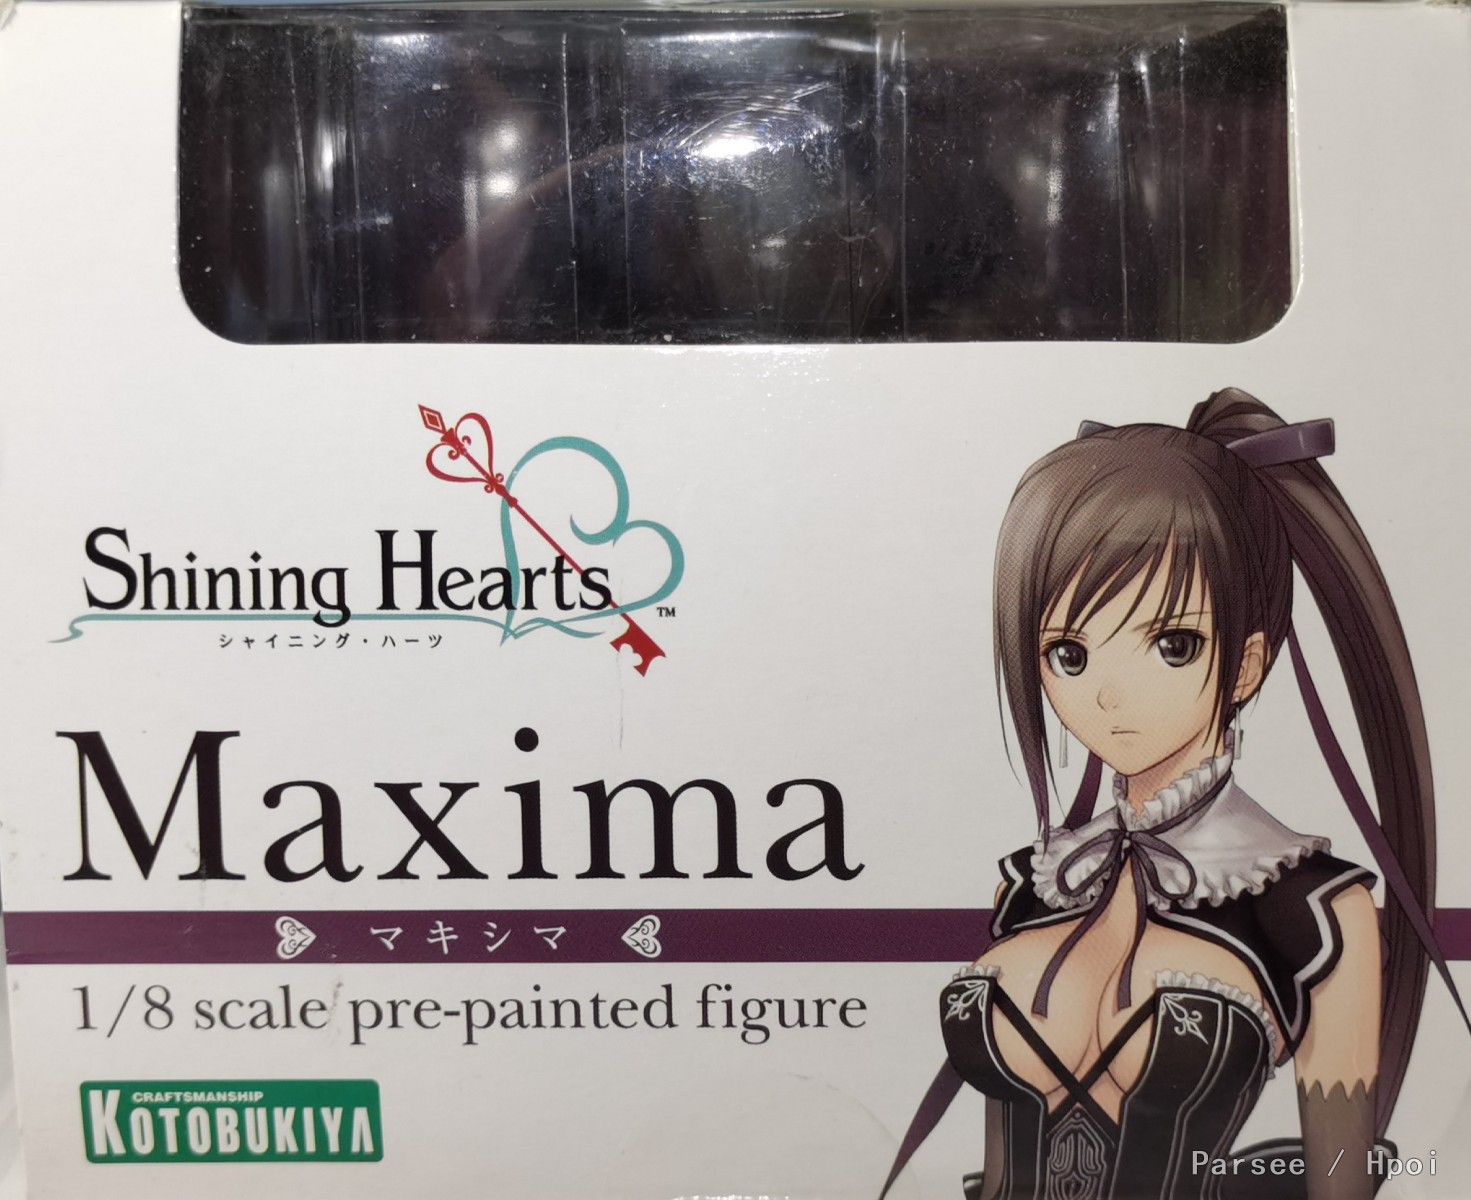 Shining Hearts™
シャイニング・ハーツ
Maxima
マキシマ
1/8 scale pre-painted figure
CRAFTSMANSHIP
KOTOBUKIYA
Parsee / Hpoi